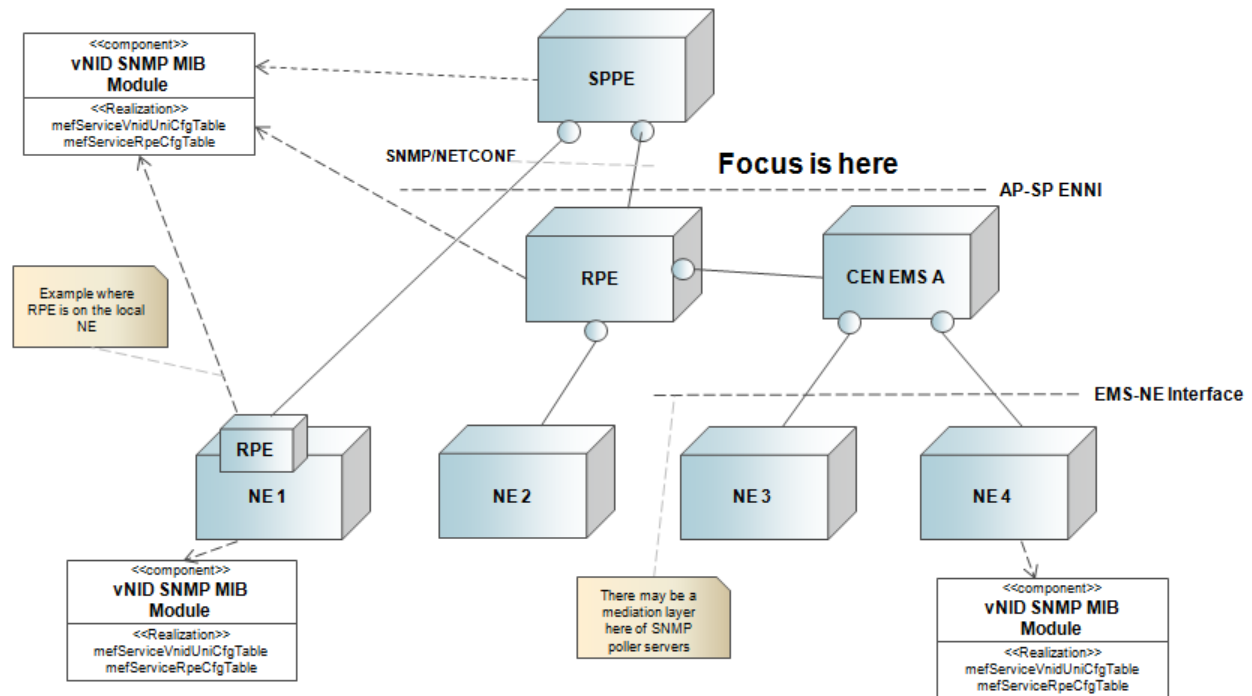 <<component>>
vNID SNMP MIB
Module
<<Realization>>
mefServiceVnidUniCfgTable
mefServiceRpeCfgTable
SPPE
SNMP/NETCONF
Focus is here
AP-SP ENNI
RPE
CEN EMS A
Example where
RPE is on the local
NE
EMS-NE Interface
RPE
NE 1
NE 2
NE 3
NE 4
<<component>>
vNID SNMP MIB
Module
<<Realization>>
mefServiceVnidUniCfgTable
mefServiceRpeCfgTable
There may be a
mediation layer
here of SNMP
poller servers
<<component>>
vNID SNMP MIB
Module
<<Realization>>
mefServiceVnidUniCfgTable
mefServiceRpeCfgTable